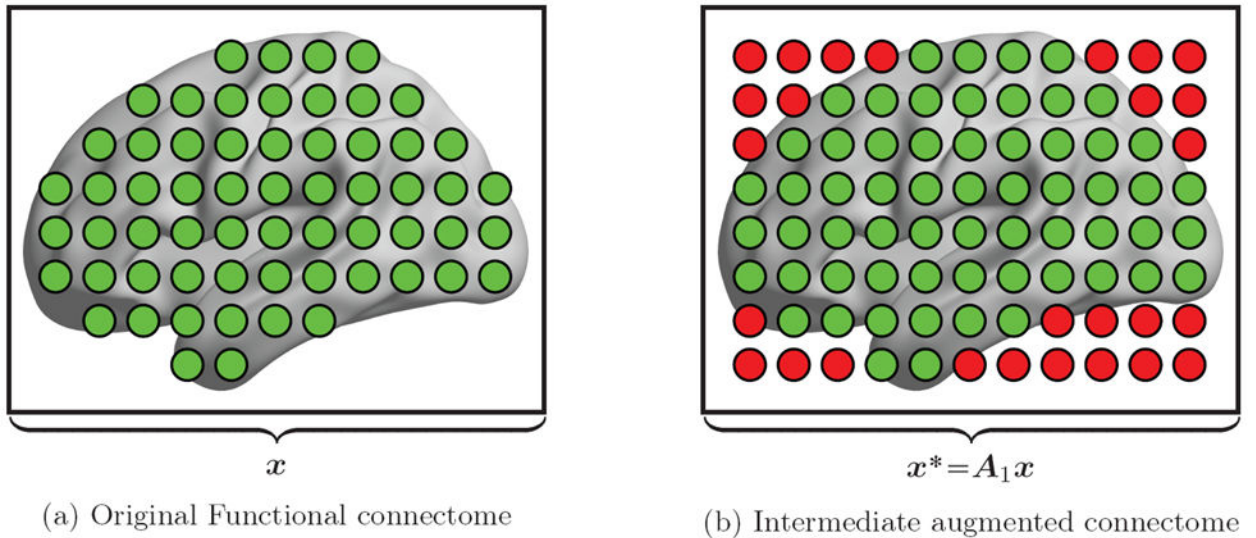 x
x*=A₁x
(a) Original Functional connectome
(b) Intermediate augmented connectome